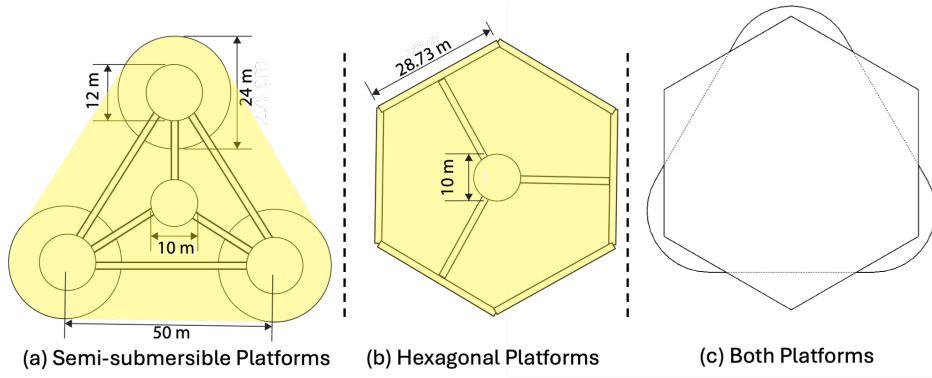 12 m
24 m
10 m
50 m
(a) Semi-submersible Platforms
28.73 m
10 m
(b) Hexagonal Platforms
(c) Both Platforms